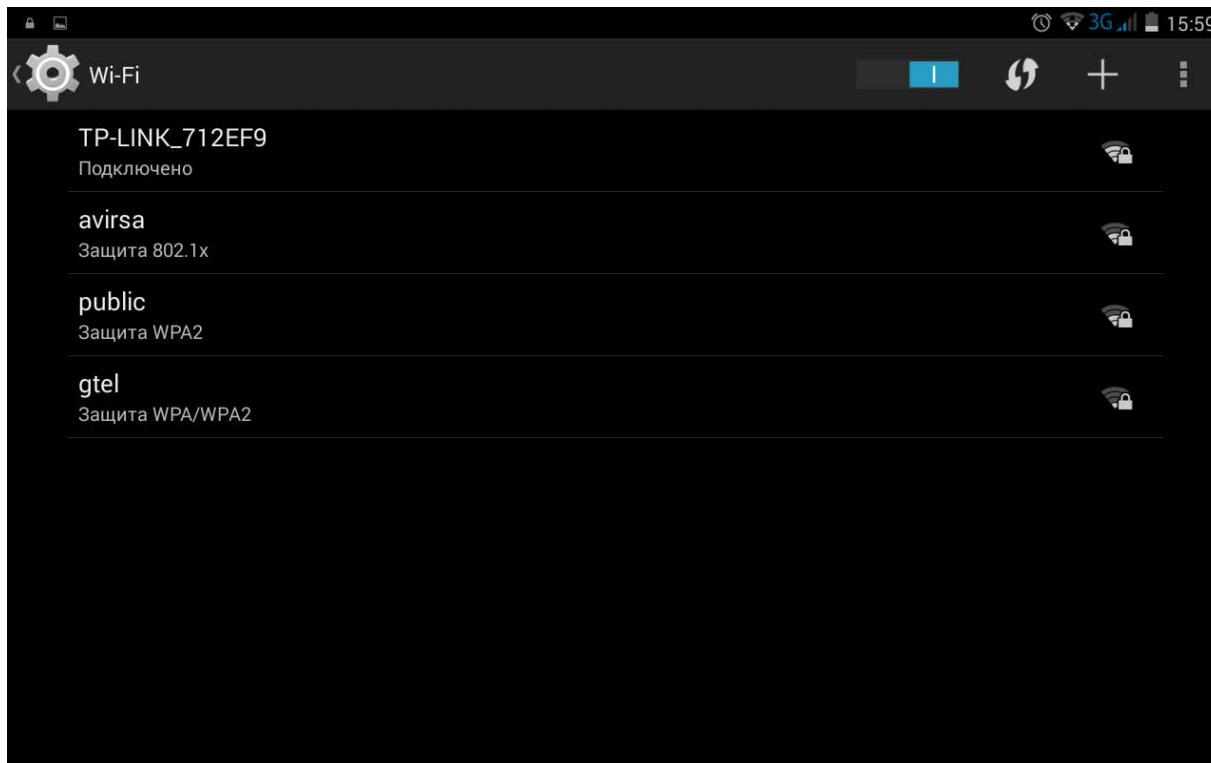 3G 15:59
Wi-Fi
TP-LINK_712EF9
Подключено
avirsa
Защита 802.1x
public
Защита WPA2
gtel
Защита WPA/WPA2